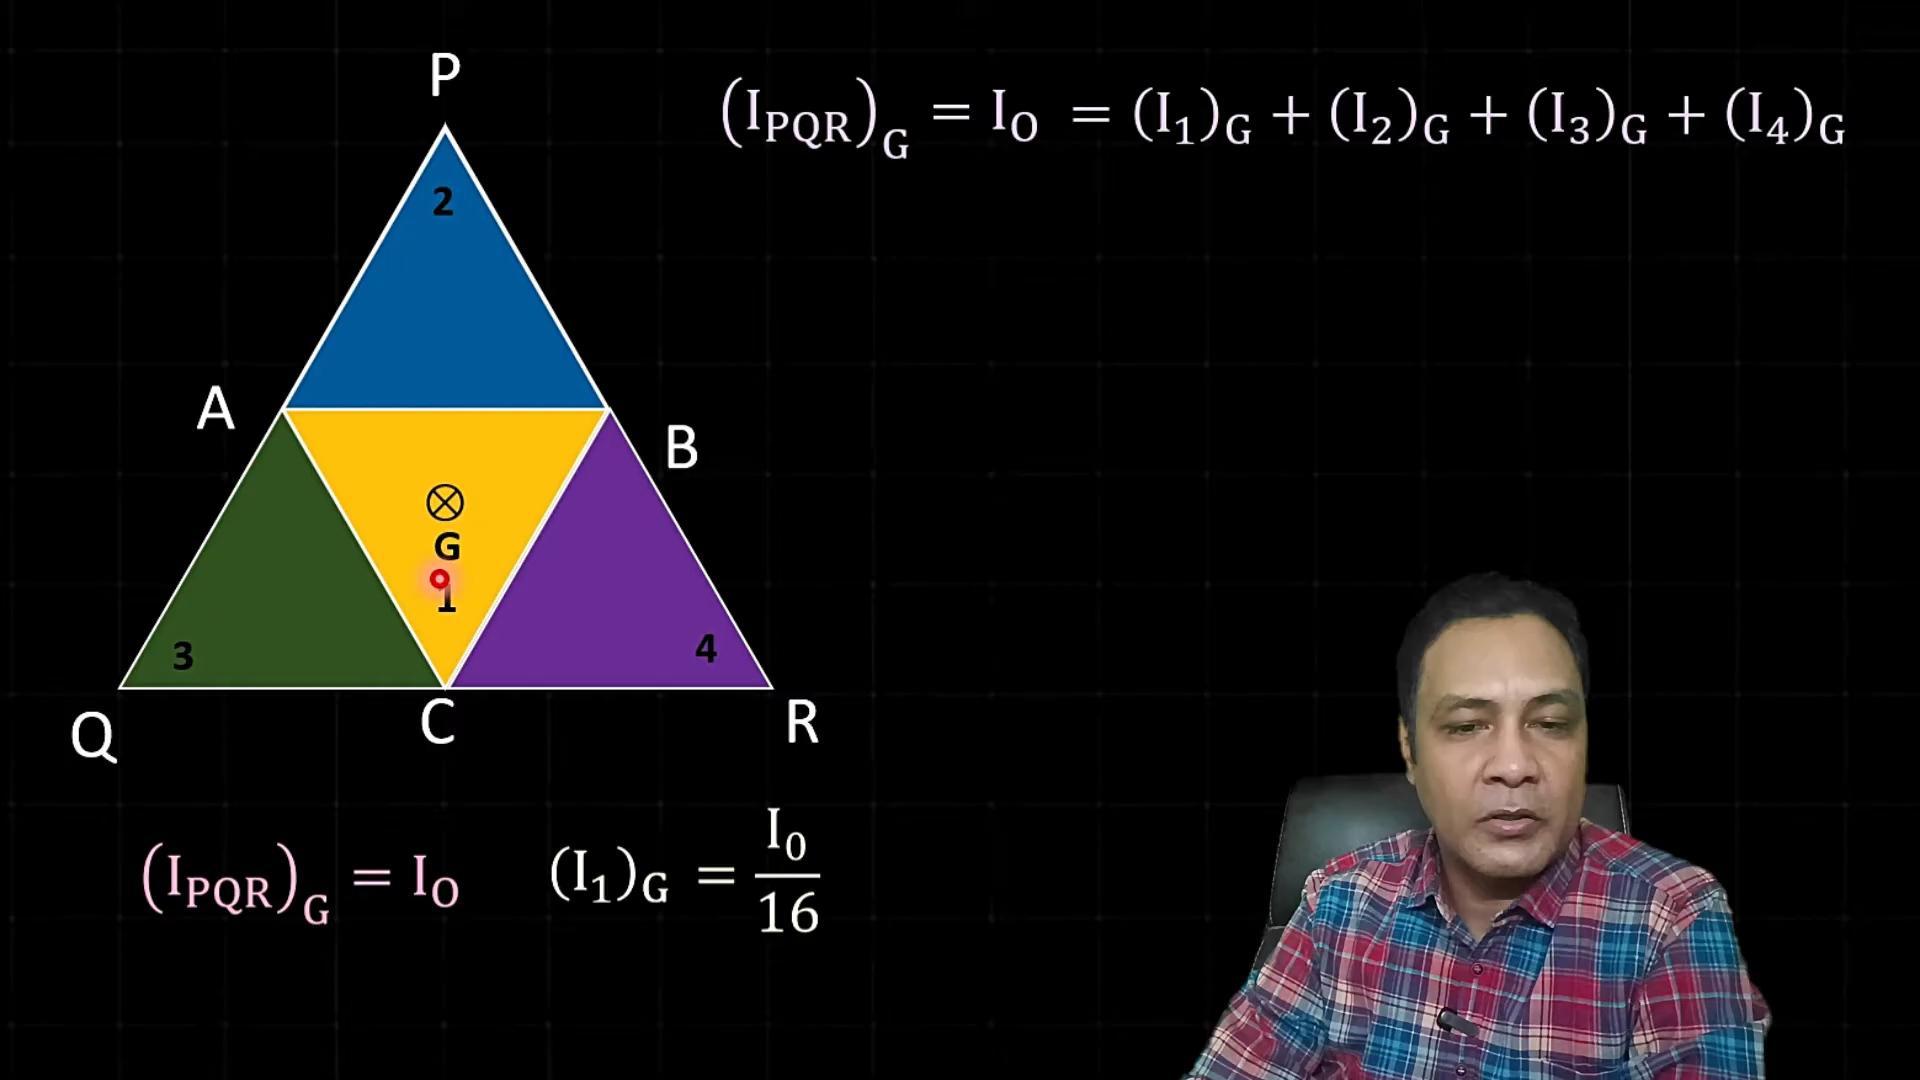 P
(I_PQR)_G = I_O = (I_1)_G + (I_2)_G + (I_3)_G + (I_4)_G
2
A
B
G
1
3
4
Q
C
R
(I_PQR)_G = I_O
(I_1)_G = I_0/16